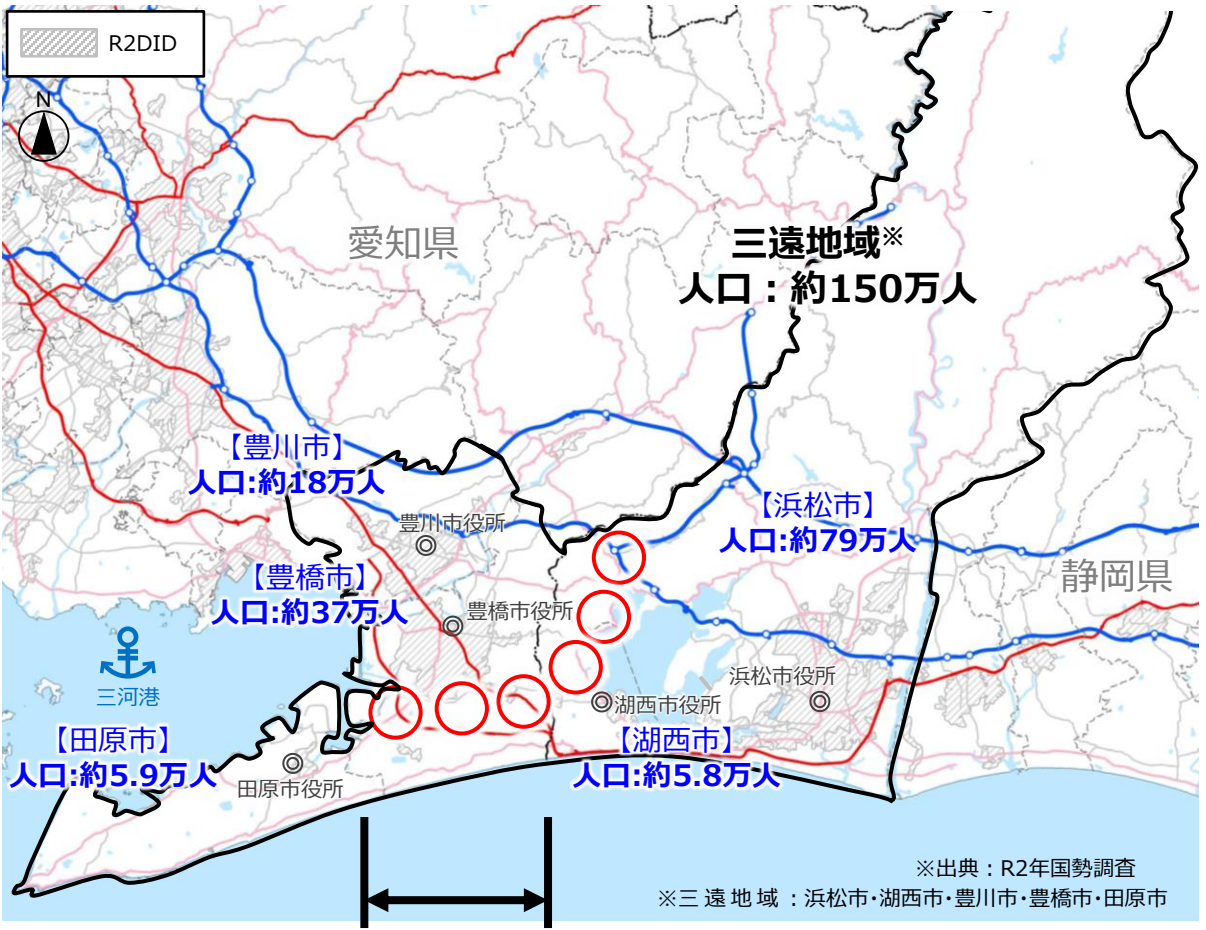 R2DID
N
愛知県
三遠地域※
人口：約150万人
【豊川市】
人口:約18万人
豊川市役所
【浜松市】
人口:約79万人
静岡県
【豊橋市】
人口:約37万人
豊橋市役所
三河港
浜松市役所
湖西市役所
【田原市】
人口:約5.9万人
田原市役所
【湖西市】
人口:約5.8万人
※出典：R2年国勢調査
※三遠地域：浜松市･湖西市･豊川市･豊橋市･田原市